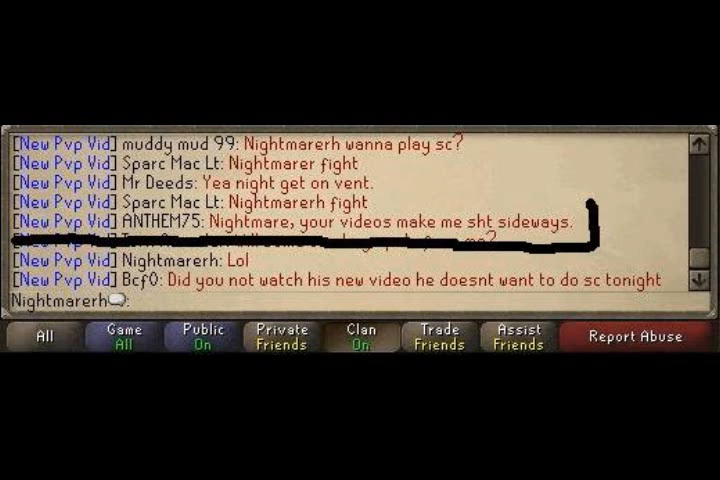 [New Pvp Vid] muddy mud 99: Nightmarerh wanna play sc?
[New Pvp Vid] Sparc Mac Lt: Nightmarer fight
[New Pvp Vid] Mr Deeds: Yea night get on vent.
[New Pvp Vid] Sparc Mac Lt: Nightmarerh fight
[New Pvp Vid] ANTHEM75: Nightmare, your videos make me sht sideways.
[New Pvp Vid] Nightmarerh: Lol
[New Pvp Vid] Bcf0: Did you not watch his new video he doesnt want to do sc tonight
Nightmarerh:
All Game Public Private Clan Trade Assist Report Abuse
All On Friends On Friends Friends